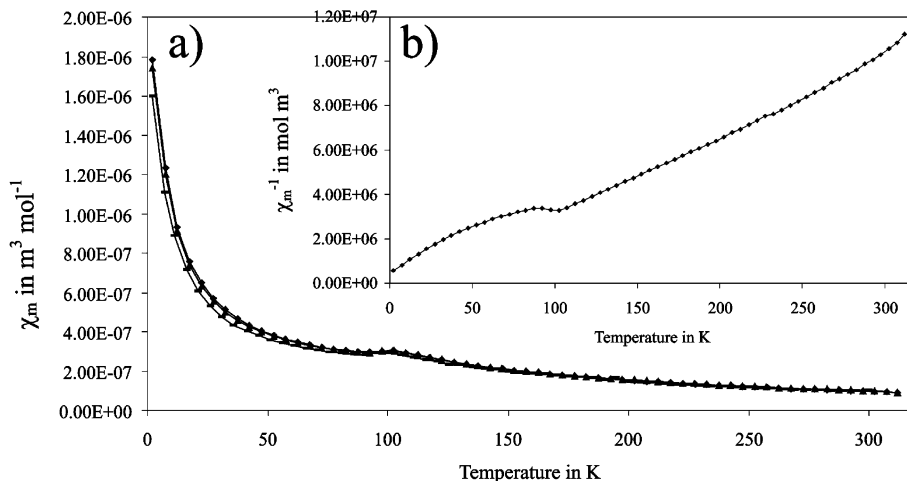 a)
χm in m³ mol⁻¹
2.00E-06
1.80E-06
1.60E-06
1.40E-06
1.20E-06
1.00E-06
8.00E-07
6.00E-07
4.00E-07
2.00E-07
0.00E+00
0 50 100 150 200 250 300
Temperature in K
b)
χm⁻¹ in mol m³
1.20E+07
1.00E+07
8.00E+06
6.00E+06
4.00E+06
2.00E+06
0.00E+00
0 50 100 150 200 250 300
Temperature in K